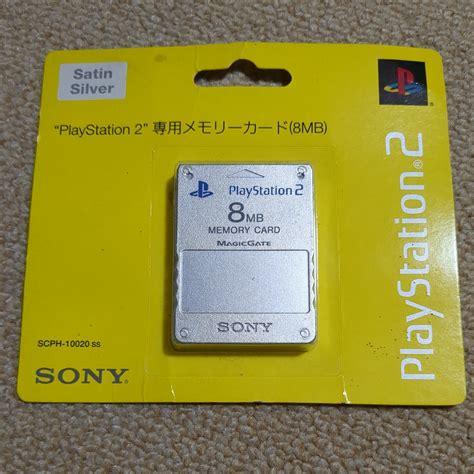 Satin
Silver
"PlayStation 2" 専用メモリーカード(8MB)
PlayStation 2
8MB
MEMORY CARD
MAGICGATE
SONY
SCPH-10020 SS
SONY.
PlayStation®2